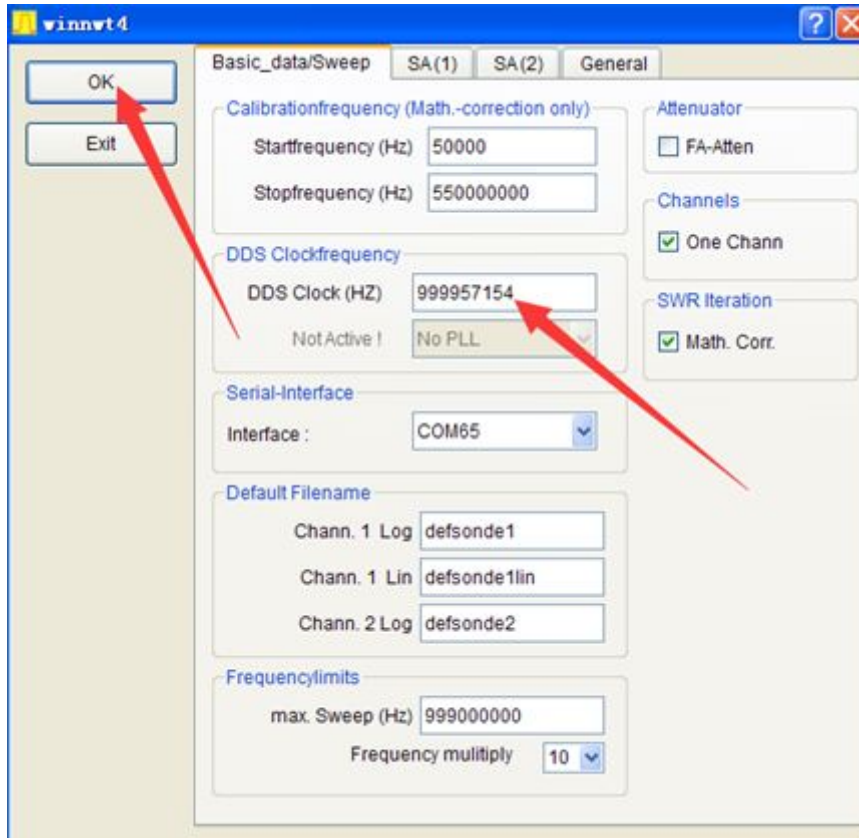 winnwt4
OK
Exit
Basic_data/Sweep SA(1) SA(2) General
Calibrationfrequency (Math.-correction only)
Startfrequency (Hz) 50000
Stopfrequency (Hz) 550000000
DDS Clockfrequency
DDS Clock (HZ) 999957154
Not Active ! No PLL
Serial-Interface
Interface : COM65
Default Filename
Chann. 1 Log defsonde1
Chann. 1 Lin defsonde1lin
Chann. 2 Log defsonde2
Frequencylimits
max. Sweep (Hz) 999000000
Frequency mulitiply 10
Attenuator
FA-Atten
Channels
One Chann
SWR Iteration
Math. Corr.